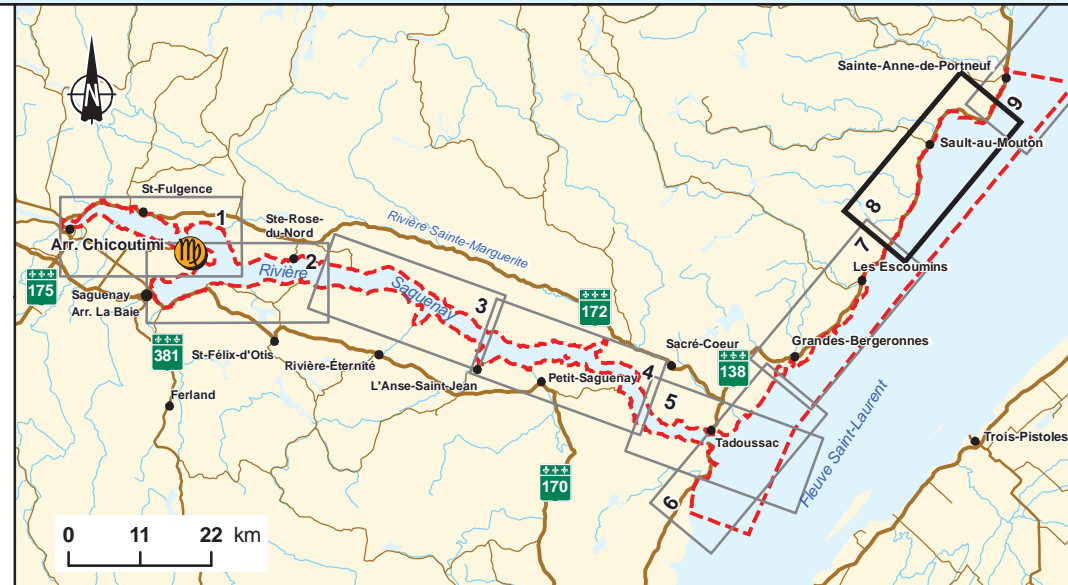 N
Sainte-Anne-de-Portneuf
9
Sault-au-Mouton
St-Fulgence
1
Ste-Rose-
du-Nord
Rivière Sainte-Marguerite
8
Arr. Chicoutimi
2
Rivière
7
Les Escoumins
175
Saguenay
Arr. La Baie
Saguenay
3
172
381
St-Félix-d'Otis
Sacré-Coeur
Grandes-Bergeronnes
138
Rivière-Éternité
4
L'Anse-Saint-Jean
Petit-Saguenay
Ferland
5
Tadoussac
Fleuve Saint-Laurent
Trois-Pistoles
170
6
0 11 22 km